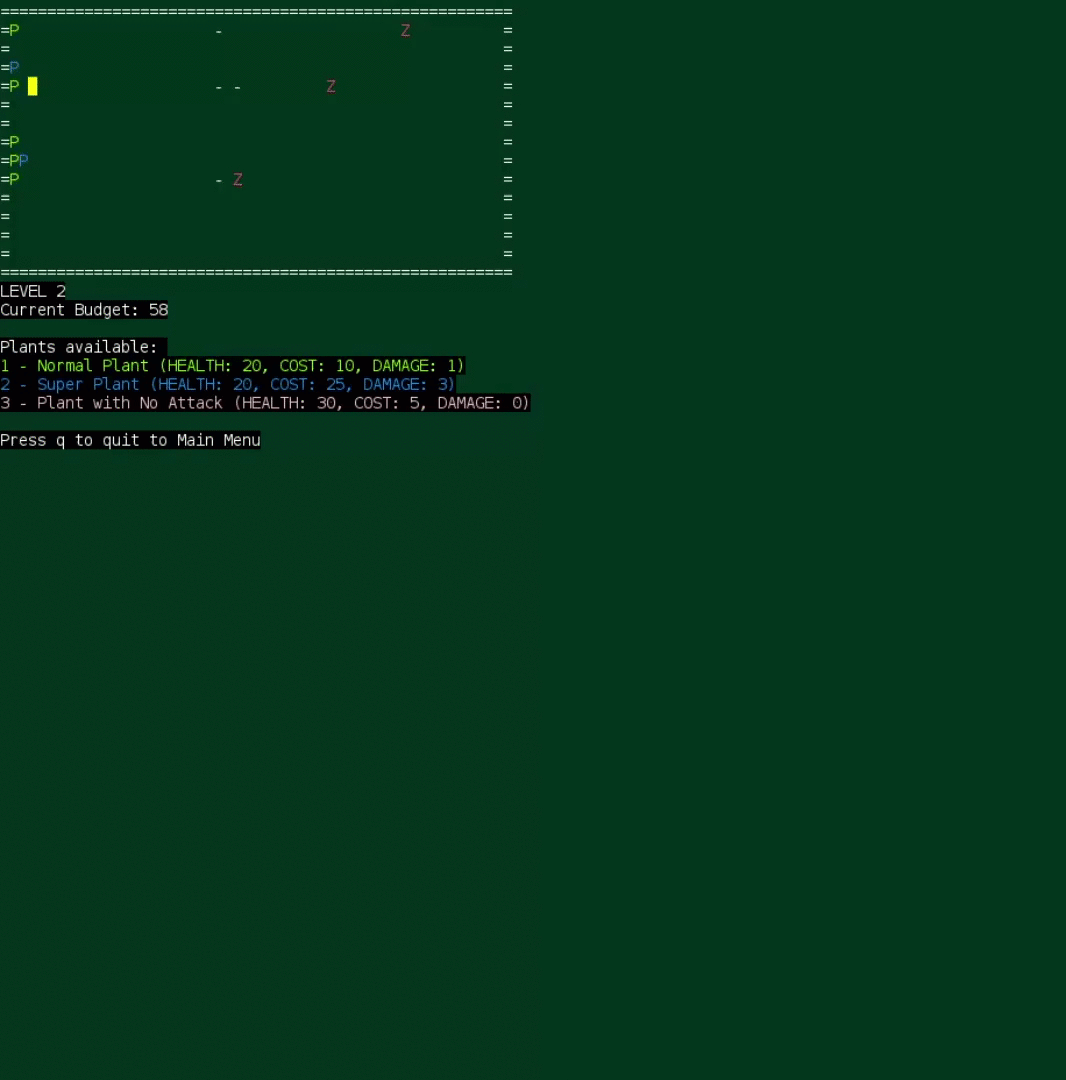 =======================================================
=P                     -                   Z          =
=                                                     =
=P                                                    =
=P                     - -         Z                  =
=                                                     =
=                                                     =
=P                                                    =
=PP                                                   =
=P                     - Z                            =
=                                                     =
=                                                     =
=                                                     =
=                                                     =
=======================================================
LEVEL 2
Current Budget: 58
Plants available:
1 - Normal Plant (HEALTH: 20, COST: 10, DAMAGE: 1)
2 - Super Plant (HEALTH: 20, COST: 25, DAMAGE: 3)
3 - Plant with No Attack (HEALTH: 30, COST: 5, DAMAGE: 0)
Press q to quit to Main Menu